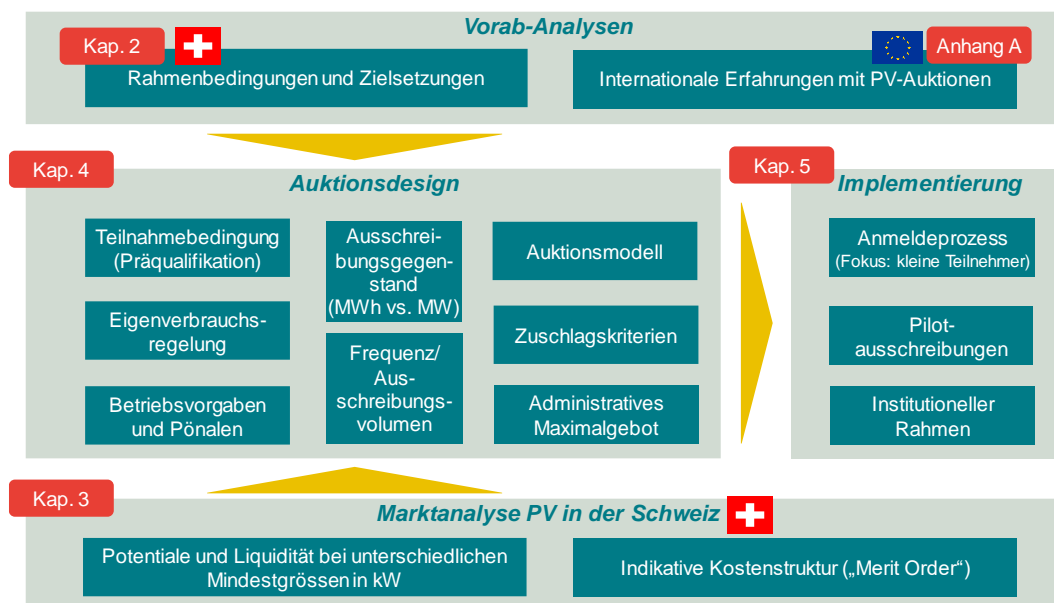 Vorab-Analysen
Kap. 2
Rahmenbedingungen und Zielsetzungen
Anhang A
Internationale Erfahrungen mit PV-Auktionen
Kap. 4
Auktionsdesign
Teilnahmebedingung
(Präqualifikation)
Eigenverbrauchs-
regelung
Betriebsvorgaben
und Pönalen
Ausschrei-
bungsgegen-
stand
(MWh vs. MW)
Frequenz/
Aus-
schreibungs-
volumen
Auktionsmodell
Zuschlagskriterien
Administratives
Maximalgebot
Kap. 5
Implementierung
Anmeldeprozess
(Fokus: kleine Teilnehmer)
Pilot-
ausschreibungen
Institutioneller
Rahmen
Kap. 3
Marktanalyse PV in der Schweiz
Potentiale und Liquidität bei unterschiedlichen
Mindestgrössen in kW
Indikative Kostenstruktur („Merit Order“)